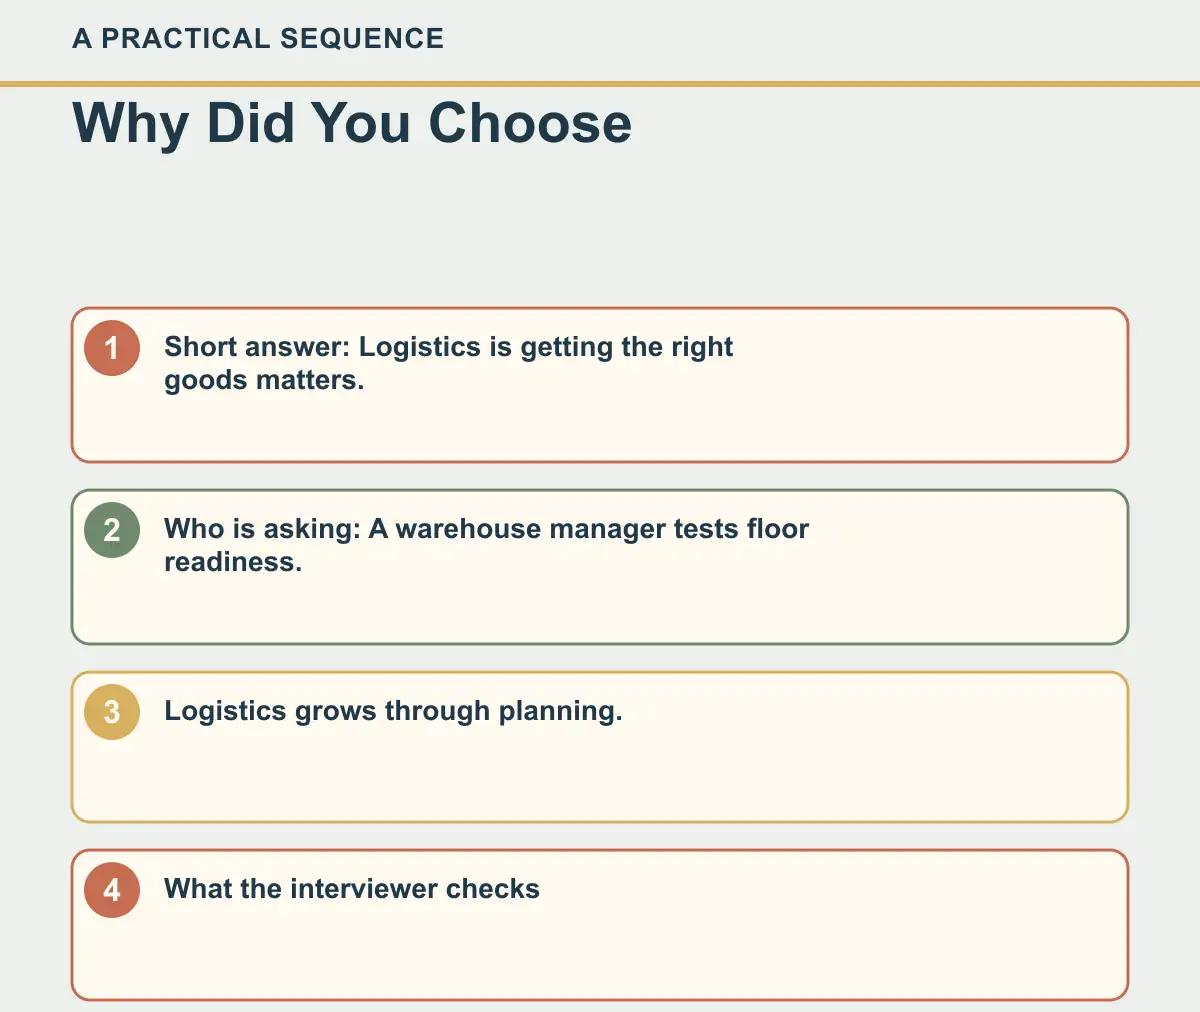 A PRACTICAL SEQUENCE
Why Did You Choose
1
Short answer: Logistics is getting the right
goods matters.
2
Who is asking: A warehouse manager tests floor
readiness.
3
Logistics grows through planning.
4
What the interviewer checks